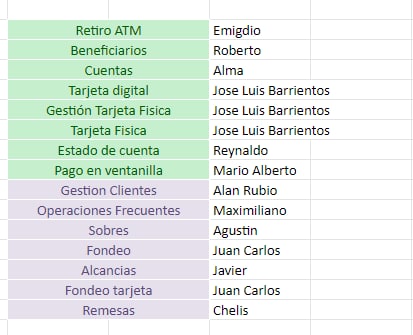 Retiro ATM Emigdio
Beneficiarios Roberto
Cuentas Alma
Tarjeta digital Jose Luis Barrientos
Gestión Tarjeta Fisica Jose Luis Barrientos
Tarjeta Fisica Jose Luis Barrientos
Estado de cuenta Reynaldo
Pago en ventanilla Mario Alberto
Gestion Clientes Alan Rubio
Operaciones Frecuentes Maximiliano
Sobres Agustin
Fondeo Juan Carlos
Alcancias Javier
Fondeo tarjeta Juan Carlos
Remesas Chelis